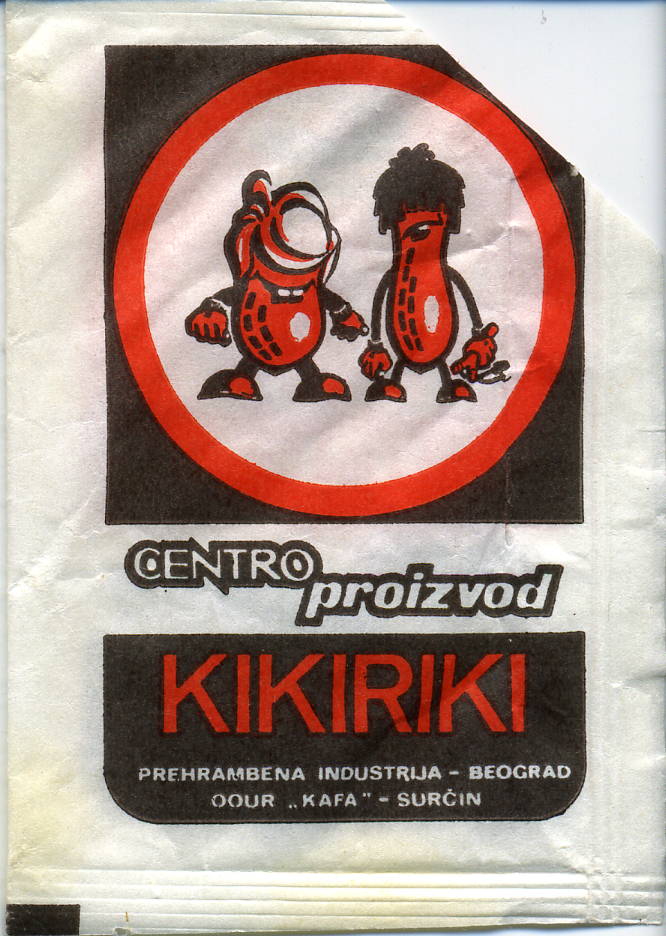 CENTRO
proizvod
KIKIRIKI
PREHRAMBENA INDUSTRIJA - BEOGRAD
OOUR „KAFA" - SURČIN